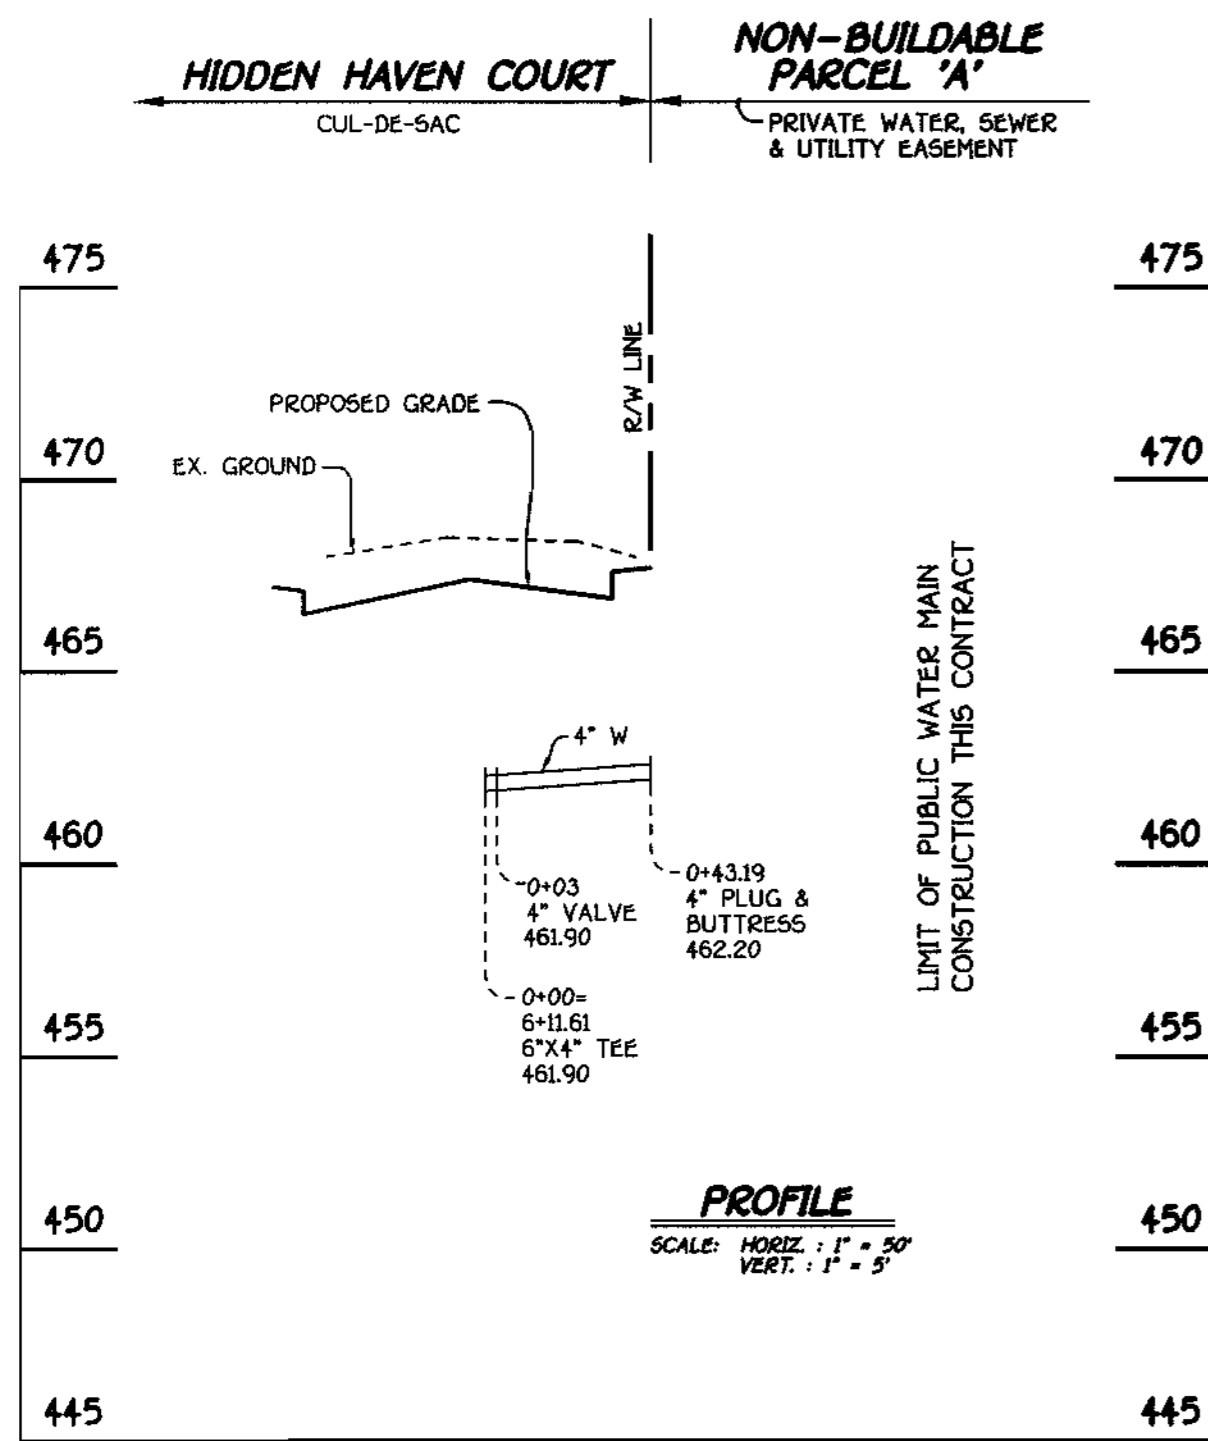 HIDDEN HAVEN COURT
CUL-DE-SAC
NON-BUILDABLE
PARCEL 'A'
PRIVATE WATER, SEWER
& UTILITY EASEMENT
475
475
R/W LINE
PROPOSED GRADE
470
EX. GROUND
470
465
465
LIMIT OF PUBLIC WATER MAIN
CONSTRUCTION THIS CONTRACT
4" W
460
460
0+03
4" VALVE
461.90
0+43.19
4" PLUG &
BUTTRESS
462.20
0+00=
6+11.61
6"X4" TEE
461.90
455
455
450
450
PROFILE
SCALE: HORIZ. : 1" = 50'
VERT. : 1" = 5'
445
445